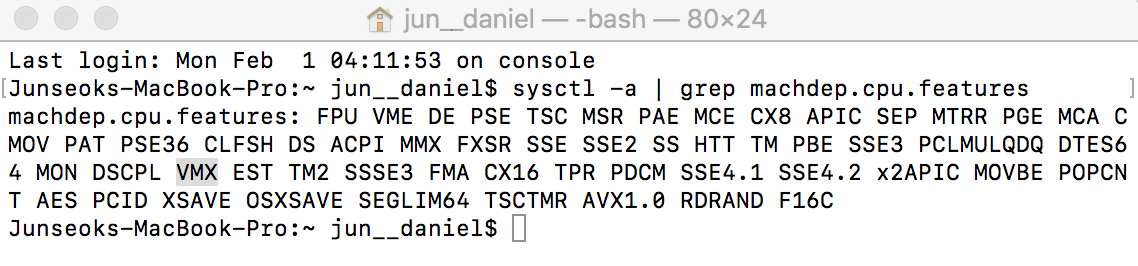 jun__daniel — -bash — 80×24
Last login: Mon Feb  1 04:11:53 on console
[Junseoks-MacBook-Pro:~ jun__daniel$ sysctl -a | grep machdep.cpu.features       ]
machdep.cpu.features: FPU VME DE PSE TSC MSR PAE MCE CX8 APIC SEP MTRR PGE MCA C
MOV PAT PSE36 CLFSH DS ACPI MMX FXSR SSE SSE2 SS HTT TM PBE SSE3 PCLMULQDQ DTES6
4 MON DSCPL VMX EST TM2 SSSE3 FMA CX16 TPR PDCM SSE4.1 SSE4.2 x2APIC MOVBE POPCN
T AES PCID XSAVE OSXSAVE SEGLIM64 TSCTMR AVX1.0 RDRAND F16C
Junseoks-MacBook-Pro:~ jun__daniel$